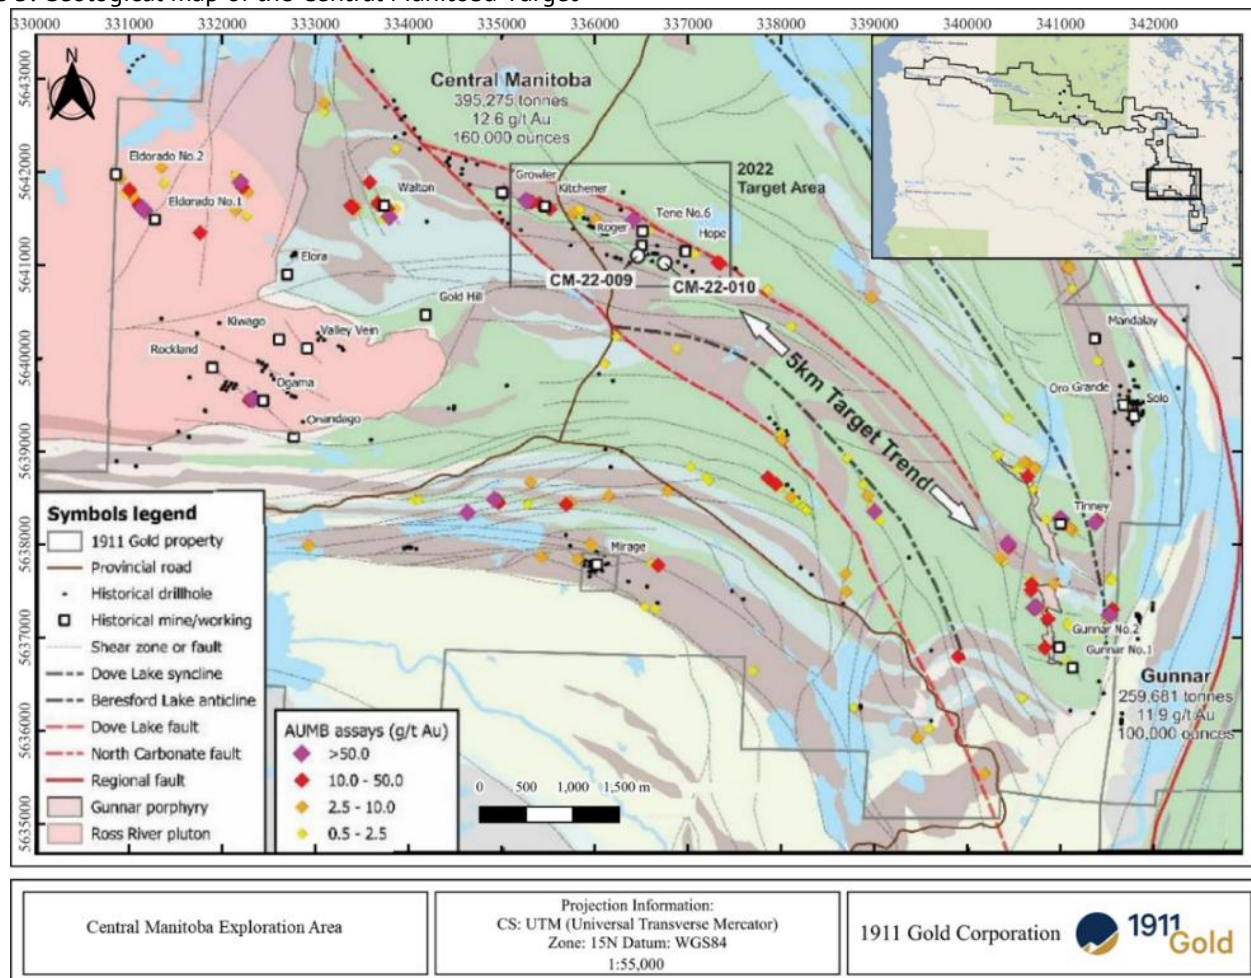 Geological map of the Central Manitoba Target
330000 331000 332000 333000 334000 335000 336000 337000 338000 339000 340000 341000 342000
5643000
5642000
5641000
5640000
5639000
5638000
5637000
5636000
5635000
N
Central Manitoba
395,275 tonnes
12.6 g/t Au
160,000 ounces
2022
Target Area
Eldorado No.2
Eldorado No.1
Walton
Growler
Kitchener
Tene No.6
Roger
Hope
CM-22-009
CM-22-010
Elora
Gold Hill
Kiwago
Valley Vein
Rockland
Ogama
Onandago
Mandalay
Oro Grande
Solo
5km Target Trend
Tinney
Mirage
Gunnar No.2
Gunnar No.1
Gunnar
259,681 tonnes
11.9 g/t Au
100,000 ounces
Symbols legend
1911 Gold property
Provincial road
Historical drillhole
Historical mine/working
Shear zone or fault
Dove Lake syncline
Beresford Lake anticline
Dove Lake fault
North Carbonate fault
Regional fault
Gunnar porphyry
Ross River pluton
AUMB assays (g/t Au)
>50.0
10.0 - 50.0
2.5 - 10.0
0.5 - 2.5
0 500 1,000 1,500 m
Central Manitoba Exploration Area
Projection Information:
CS: UTM (Universal Transverse Mercator)
Zone: 15N Datum: WGS84
1:55,000
1911 Gold Corporation
1911
Gold